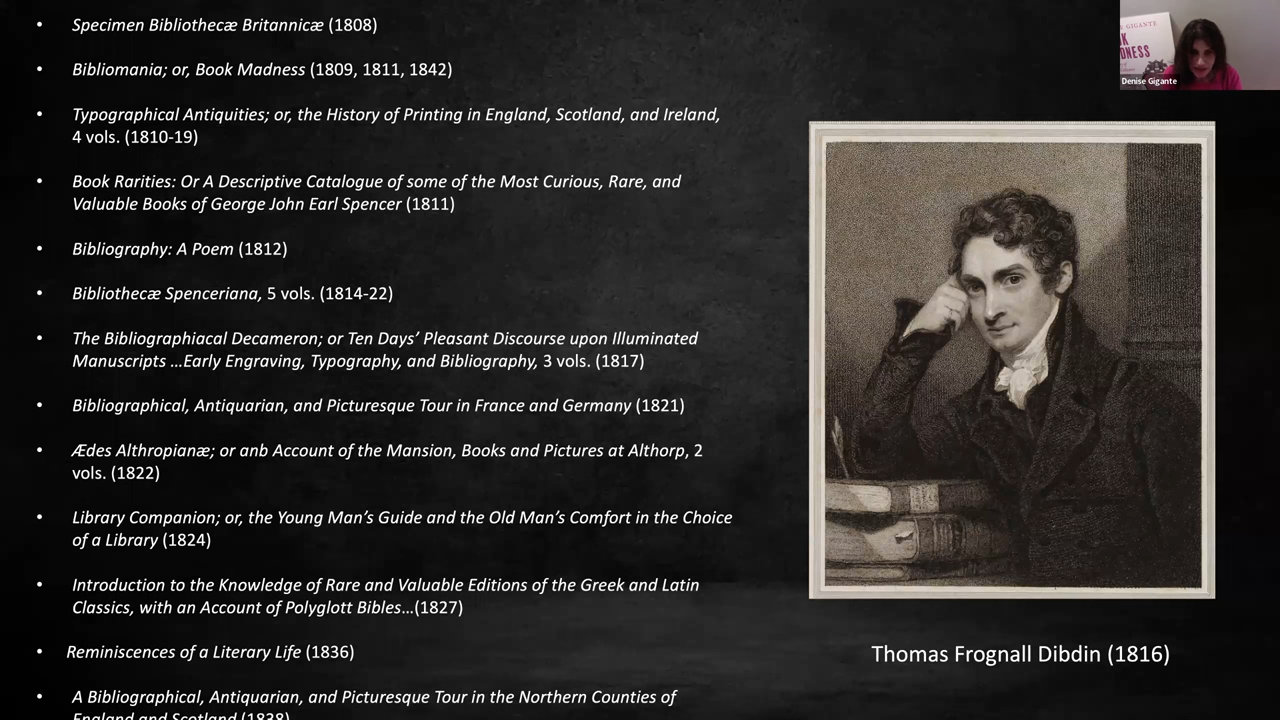 • Specimen Bibliothecæ Britannicæ (1808)
• Bibliomania; or, Book Madness (1809, 1811, 1842)
• Typographical Antiquities; or, the History of Printing in England, Scotland, and Ireland,
4 vols. (1810-19)
• Book Rarities: Or A Descriptive Catalogue of some of the Most Curious, Rare, and
Valuable Books of George John Earl Spencer (1811)
• Bibliography: A Poem (1812)
• Bibliothecæ Spenceriana, 5 vols. (1814-22)
• The Bibliographiacal Decameron; or Ten Days’ Pleasant Discourse upon Illuminated
Manuscripts …Early Engraving, Typography, and Bibliography, 3 vols. (1817)
• Bibliographical, Antiquarian, and Picturesque Tour in France and Germany (1821)
• Ædes Althropianæ; or anb Account of the Mansion, Books and Pictures at Althorp, 2
vols. (1822)
• Library Companion; or, the Young Man’s Guide and the Old Man’s Comfort in the Choice
of a Library (1824)
• Introduction to the Knowledge of Rare and Valuable Editions of the Greek and Latin
Classics, with an Account of Polyglott Bibles…(1827)
• Reminiscences of a Literary Life (1836)
• A Bibliographical, Antiquarian, and Picturesque Tour in the Northern Counties of
England and Scotland (1838)
Thomas Frognall Dibdin (1816)
E GIGANTE
OK
DNESS
Denise Gigante